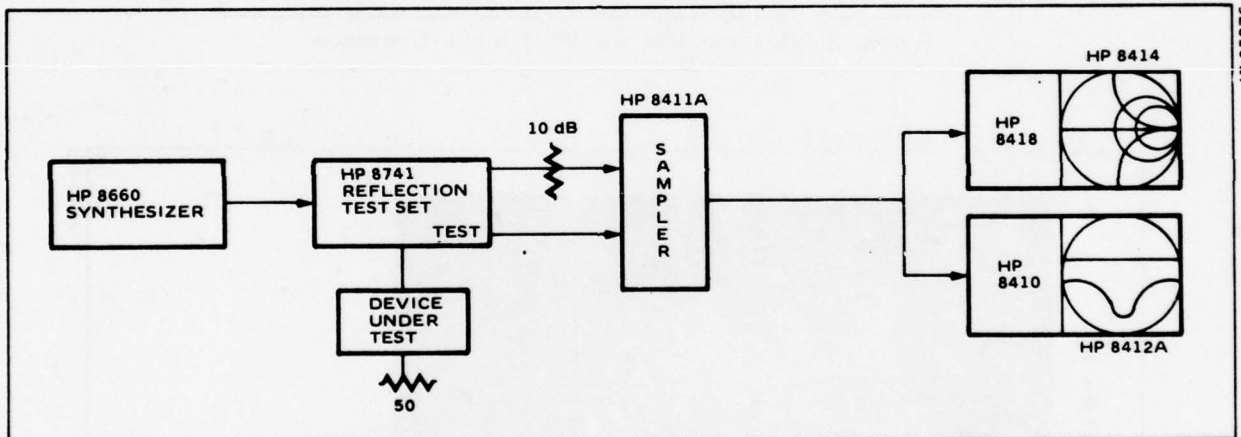 HP 8660
SYNTHESIZER
HP 8741
REFLECTION
TEST SET
TEST
DEVICE
UNDER
TEST
50
10 dB
HP 8411A
SAMPLER
HP 8414
HP
8418
HP
8410
HP 8412A